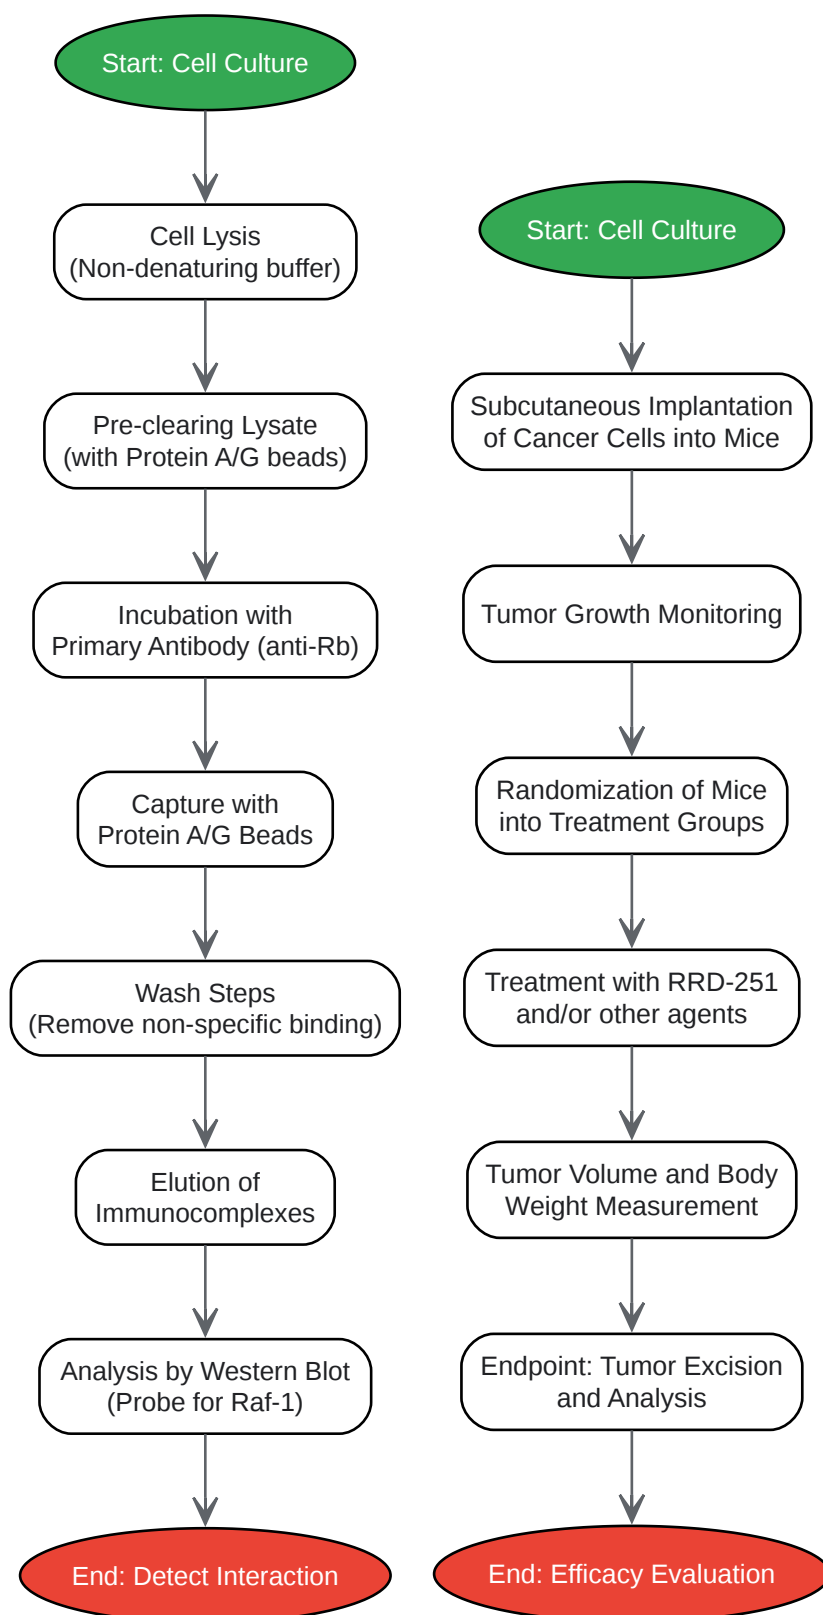 Start: Cell Culture
Cell Lysis
(Non-denaturing buffer)
Pre-clearing Lysate
(with Protein A/G beads)
Incubation with
Primary Antibody (anti-Rb)
Capture with
Protein A/G Beads
Wash Steps
(Remove non-specific binding)
Elution of
Immunocomplexes
Analysis by Western Blot
(Probe for Raf-1)
End: Detect Interaction
Start: Cell Culture
Subcutaneous Implantation
of Cancer Cells into Mice
Tumor Growth Monitoring
Randomization of Mice
into Treatment Groups
Treatment with RRD-251
and/or other agents
Tumor Volume and Body
Weight Measurement
Endpoint: Tumor Excision
and Analysis
End: Efficacy Evaluation